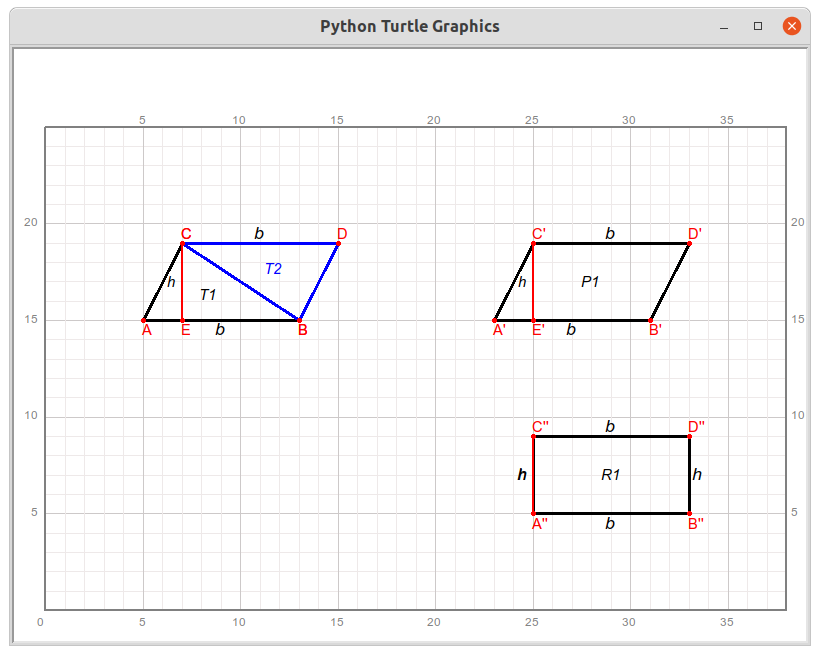 Python Turtle Graphics
5 10 15 20 25 30 35
20 20
C b D C' b D'
h T2 h P1
T1
15 15
A E b B A' E' b B'
10 10
C" b D"
h R1 h
5 5
A" b B"
0 5 10 15 20 25 30 35